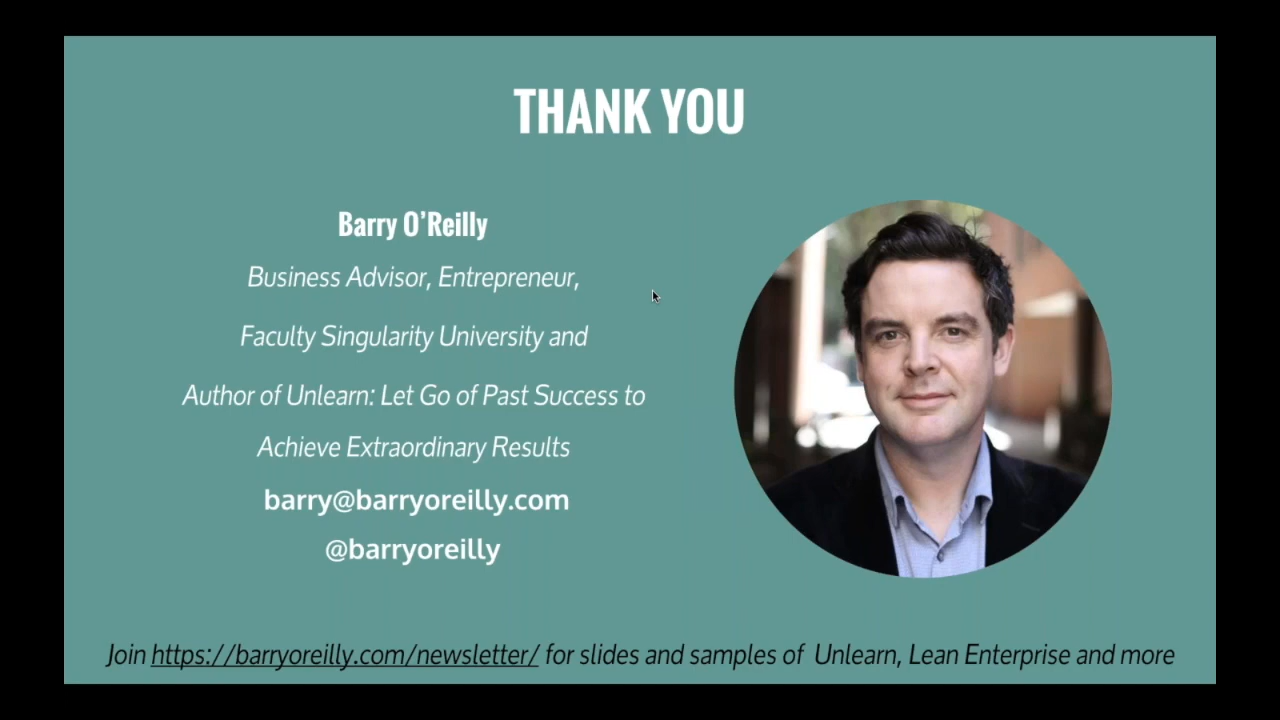 THANK YOU
Barry O’Reilly
Business Advisor, Entrepreneur,
Faculty Singularity University and
Author of Unlearn: Let Go of Past Success to
Achieve Extraordinary Results
barry@barryoreilly.com
@barryoreilly
Join https://barryoreilly.com/newsletter/ for slides and samples of  Unlearn, Lean Enterprise and more